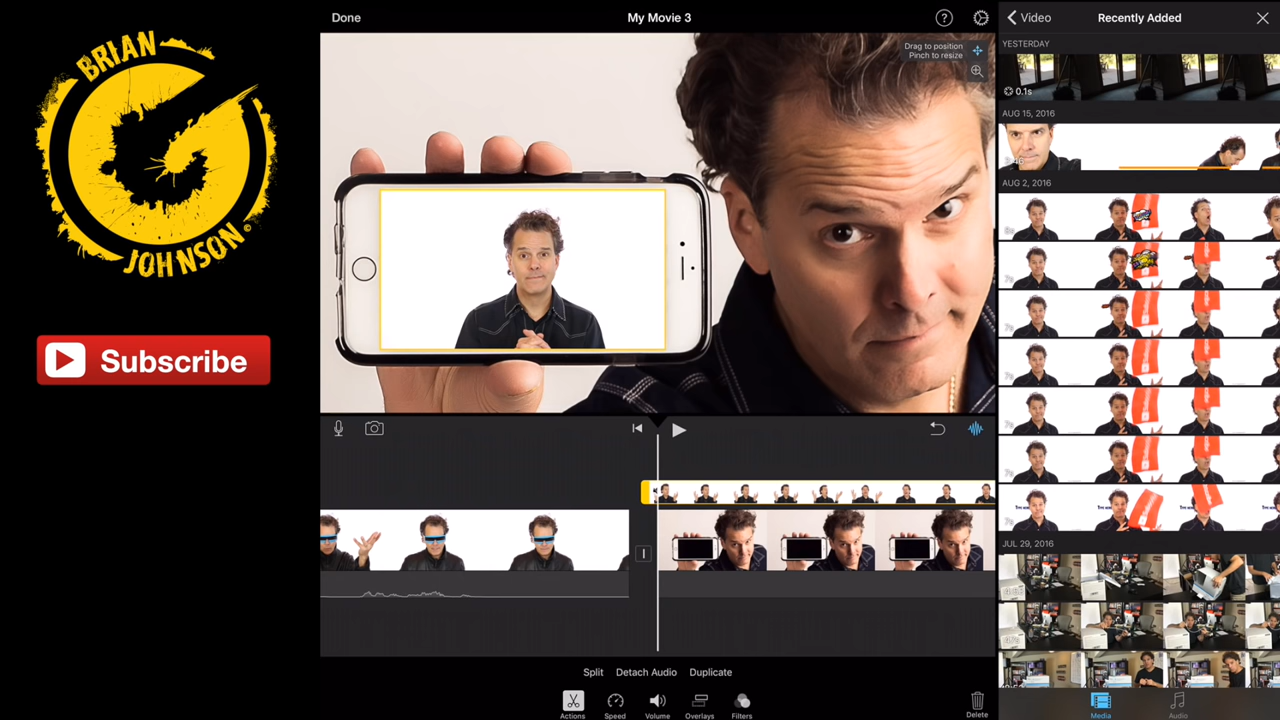 BRIAN
JOHNSON
Subscribe
Done
My Movie 3
Drag to position
Pinch to resize
Split
Detach Audio
Duplicate
Actions
Speed
Volume
Overlays
Filters
Delete
Video
Recently Added
YESTERDAY
0.1s
AUG 15, 2016
AUG 2, 2016
JUL 29, 2016
Media
Audio